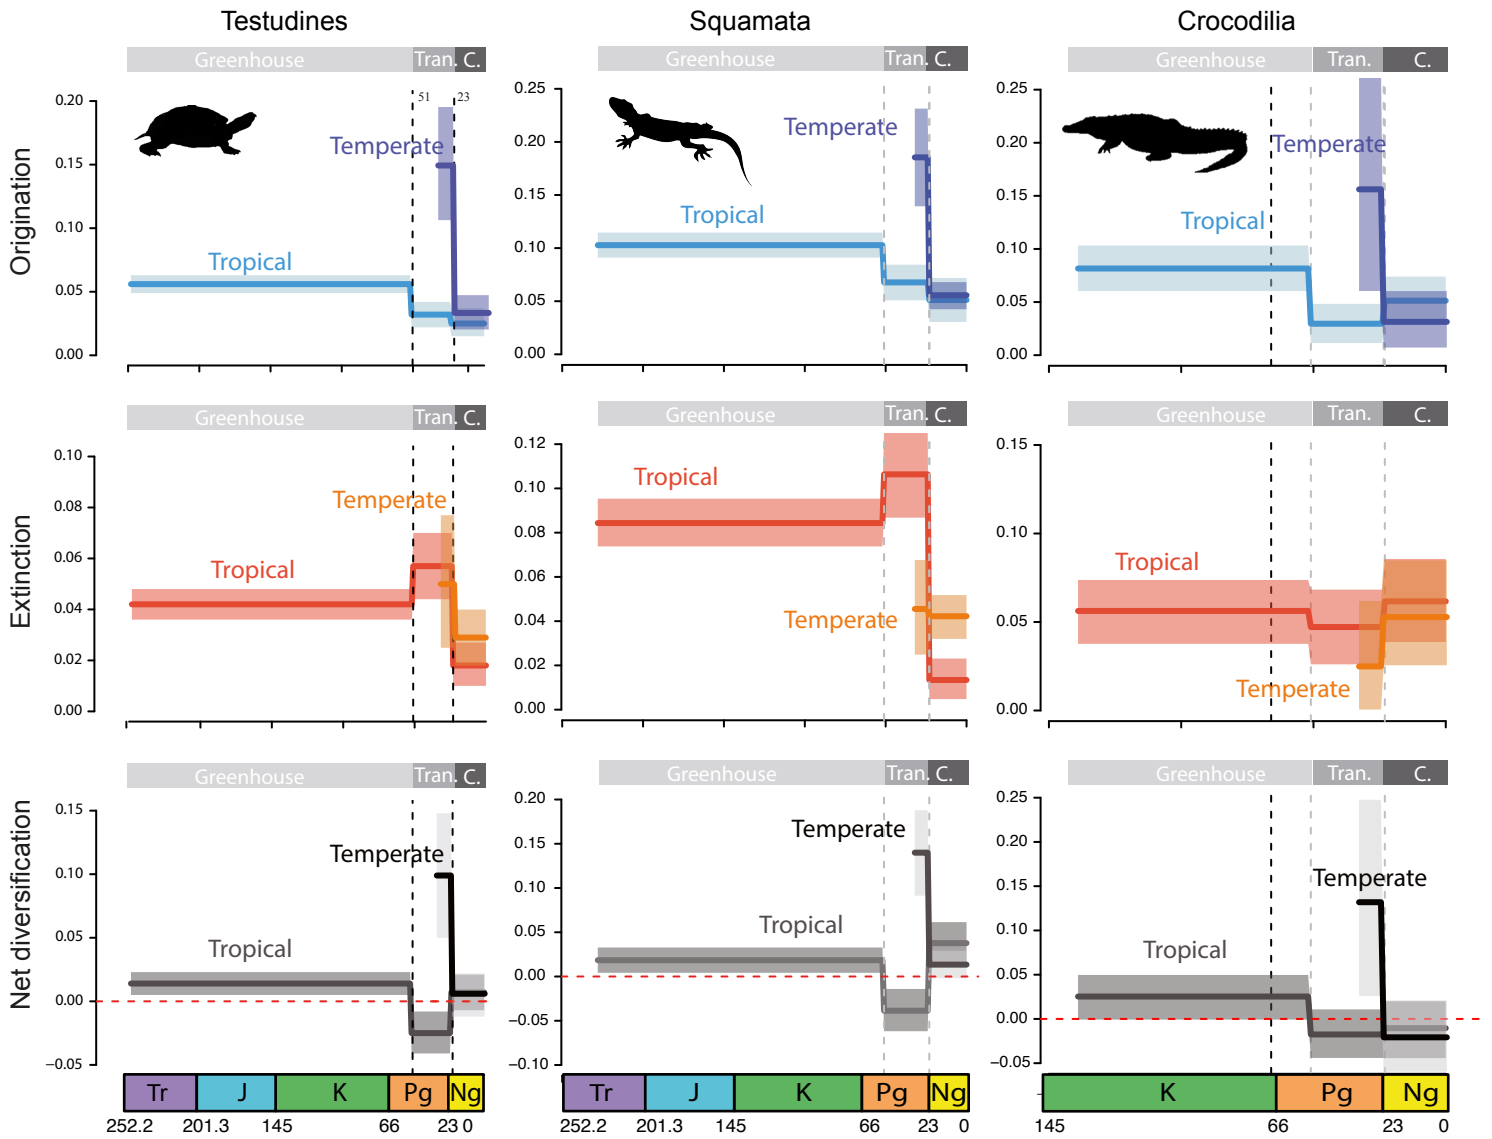 Testudines Squamata Crocodilia
Greenhouse Tran. C. Greenhouse Tran. C. Greenhouse Tran. C.
Origination
0.20
0.15
0.10
0.05
0.00
51 23
Temperate
Tropical
0.25
0.20
0.15
0.10
0.05
0.00
Temperate
Tropical
0.25
0.20
0.15
0.10
0.05
0.00
Temperate
Tropical
Greenhouse Tran. C. Greenhouse Tran. C. Greenhouse Tran. C.
Extinction
0.10
0.08
0.06
0.04
0.02
0.00
Temperate
Tropical
0.12
0.10
0.08
0.06
0.04
0.02
0.00
Tropical
Temperate
0.15
0.10
0.05
0.00
Tropical
Temperate
Greenhouse Tran. C. Greenhouse Tran. C. Greenhouse Tran. C.
Net diversification
0.15
0.10
0.05
0.00
−0.05
Temperate
Tropical
0.20
0.15
0.10
0.05
0.00
−0.05
−0.10
Temperate
Tropical
0.25
0.20
0.15
0.10
0.05
0.00
−0.05
Temperate
Tropical
Tr J K Pg Ng Tr J K Pg Ng K Pg Ng
252.2 201.3 145 66 23 0 252.2 201.3 145 66 23 0 145 66 23 0